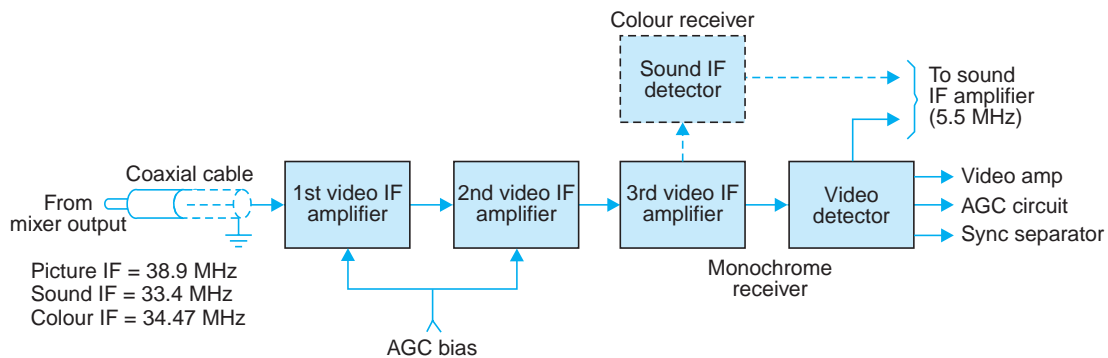 Colour receiver
Sound IF
detector
To sound
IF amplifier
(5.5 MHz)
Coaxial cable
From
mixer output
1st video IF
amplifier
2nd video IF
amplifier
3rd video IF
amplifier
Video
detector
Video amp
AGC circuit
Sync separator
Monochrome
receiver
Picture IF = 38.9 MHz
Sound IF = 33.4 MHz
Colour IF = 34.47 MHz
AGC bias